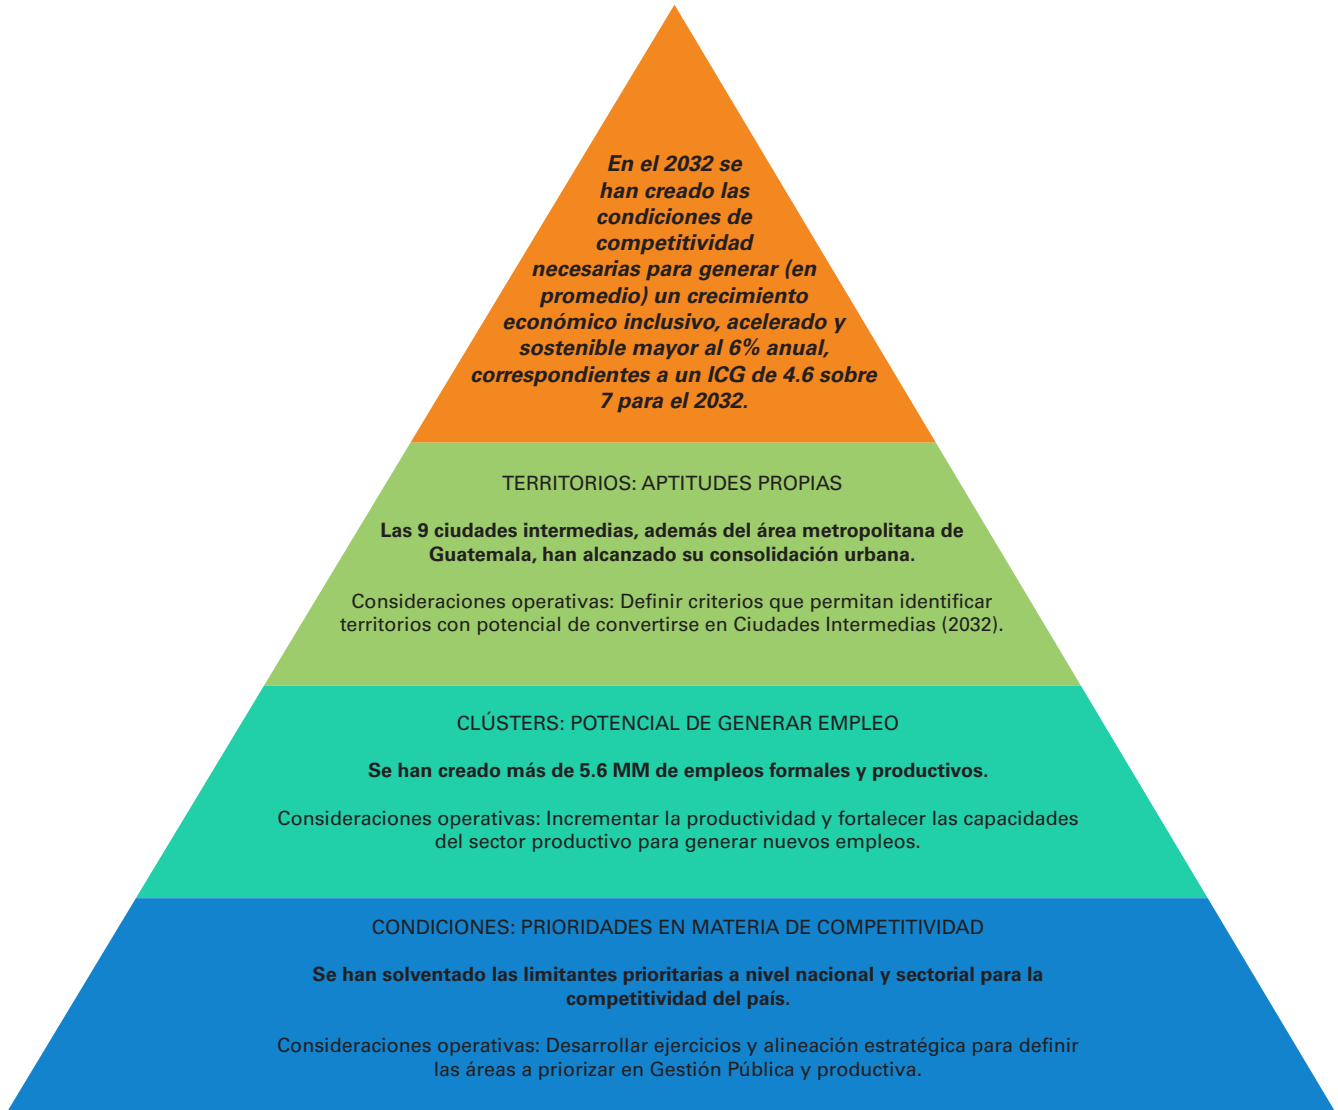 En el 2032 se
han creado las
condiciones de
competitividad
necesarias para generar (en
promedio) un crecimiento
económico inclusivo, acelerado y
sostenible mayor al 6% anual,
correspondientes a un ICG de 4.6 sobre
7 para el 2032.
TERRITORIOS: APTITUDES PROPIAS
Las 9 ciudades intermedias, además del área metropolitana de
Guatemala, han alcanzado su consolidación urbana.
Consideraciones operativas: Definir criterios que permitan identificar
territorios con potencial de convertirse en Ciudades Intermedias (2032).
CLÚSTERS: POTENCIAL DE GENERAR EMPLEO
Se han creado más de 5.6 MM de empleos formales y productivos.
Consideraciones operativas: Incrementar la productividad y fortalecer las capacidades
del sector productivo para generar nuevos empleos.
CONDICIONES: PRIORIDADES EN MATERIA DE COMPETITIVIDAD
Se han solventado las limitantes prioritarias a nivel nacional y sectorial para la
competitividad del país.
Consideraciones operativas: Desarrollar ejercicios y alineación estratégica para definir
las áreas a priorizar en Gestión Pública y productiva.